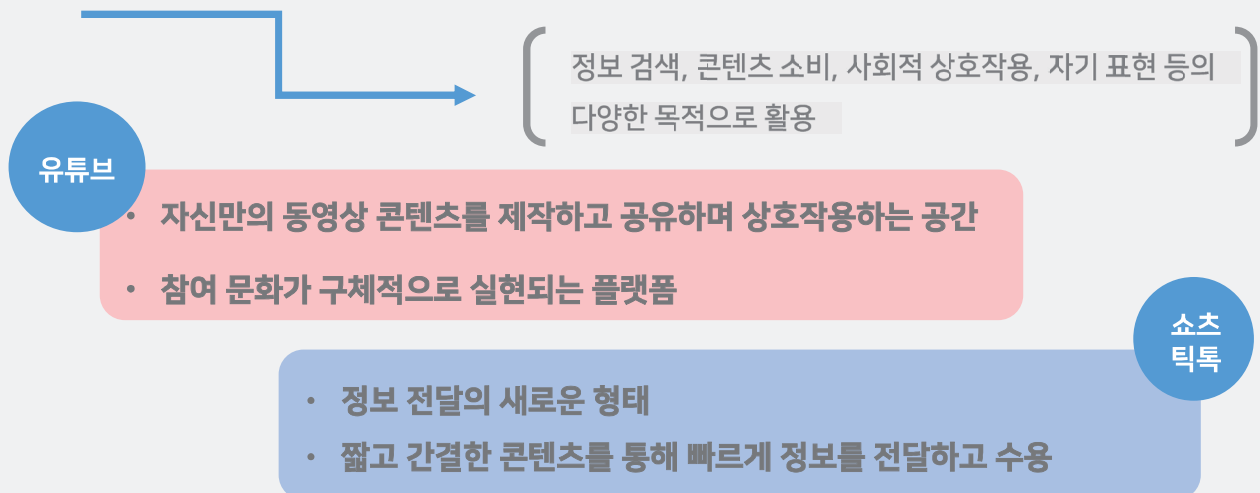 정보 검색, 콘텐츠 소비, 사회적 상호작용, 자기 표현 등의
다양한 목적으로 활용
유튜브
• 자신만의 동영상 콘텐츠를 제작하고 공유하며 상호작용하는 공간
• 참여 문화가 구체적으로 실현되는 플랫폼
쇼츠
틱톡
• 정보 전달의 새로운 형태
• 짧고 간결한 콘텐츠를 통해 빠르게 정보를 전달하고 수용